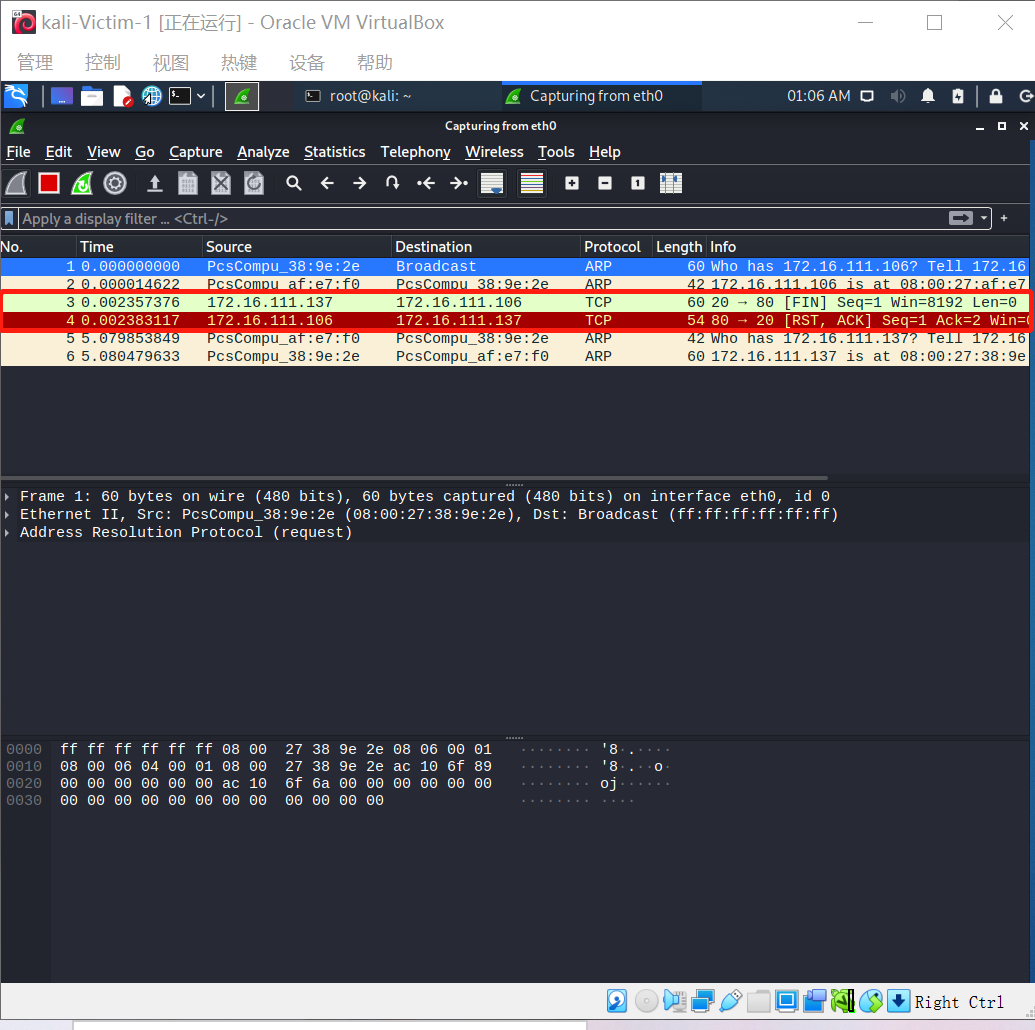 kali-Victim-1 [正在运行] - Oracle VM VirtualBox
管理 控制 视图 热键 设备 帮助
root@kali: ~ Capturing from eth0 01:06 AM
Capturing from eth0
File Edit View Go Capture Analyze Statistics Telephony Wireless Tools Help
Apply a display filter … <Ctrl-/>
No. Time Source Destination Protocol Length Info
1 0.000000000 PcsCompu_38:9e:2e Broadcast ARP 60 Who has 172.16.111.106? Tell 172.16
2 0.000014622 PcsCompu_af:e7:f0 PcsCompu_38:9e:2e ARP 42 172.16.111.106 is at 08:00:27:af:e7
3 0.002357376 172.16.111.137 172.16.111.106 TCP 60 20 → 80 [FIN] Seq=1 Win=8192 Len=0
4 0.002383117 172.16.111.106 172.16.111.137 TCP 54 80 → 20 [RST, ACK] Seq=1 Ack=2 Win=0
5 5.079853849 PcsCompu_af:e7:f0 PcsCompu_38:9e:2e ARP 42 Who has 172.16.111.137? Tell 172.16
6 5.080479633 PcsCompu_38:9e:2e PcsCompu_af:e7:f0 ARP 60 172.16.111.137 is at 08:00:27:38:9e
Frame 1: 60 bytes on wire (480 bits), 60 bytes captured (480 bits) on interface eth0, id 0
Ethernet II, Src: PcsCompu_38:9e:2e (08:00:27:38:9e:2e), Dst: Broadcast (ff:ff:ff:ff:ff:ff)
Address Resolution Protocol (request)
0000 ff ff ff ff ff ff 08 00 27 38 9e 2e 08 06 00 01 ········ '8·.····
0010 08 00 06 04 00 01 08 00 27 38 9e 2e ac 10 6f 89 ········ '8·.··o·
0020 00 00 00 00 00 00 ac 10 6f 6a 00 00 00 00 00 00 ········ oj······
0030 00 00 00 00 00 00 00 00 00 00 00 00 ········ ····
Right Ctrl